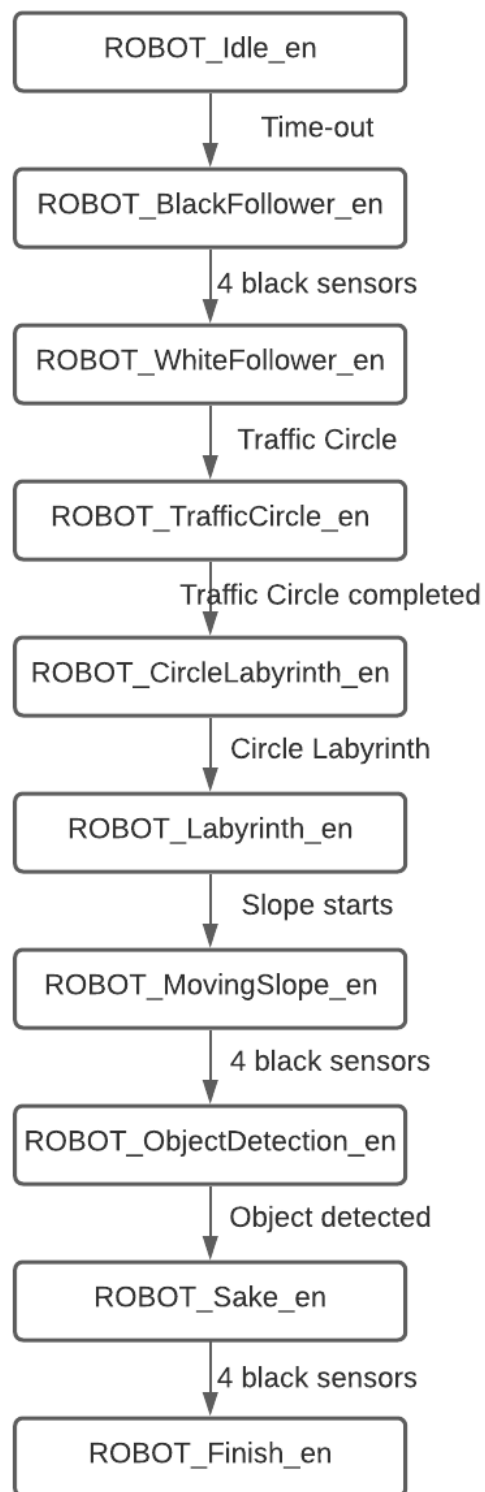 ROBOT_Idle_en
Time-out
ROBOT_BlackFollower_en
4 black sensors
ROBOT_WhiteFollower_en
Traffic Circle
ROBOT_TrafficCircle_en
Traffic Circle completed
ROBOT_CircleLabyrinth_en
Circle Labyrinth
ROBOT_Labyrinth_en
Slope starts
ROBOT_MovingSlope_en
4 black sensors
ROBOT_ObjectDetection_en
Object detected
ROBOT_Sake_en
4 black sensors
ROBOT_Finish_en